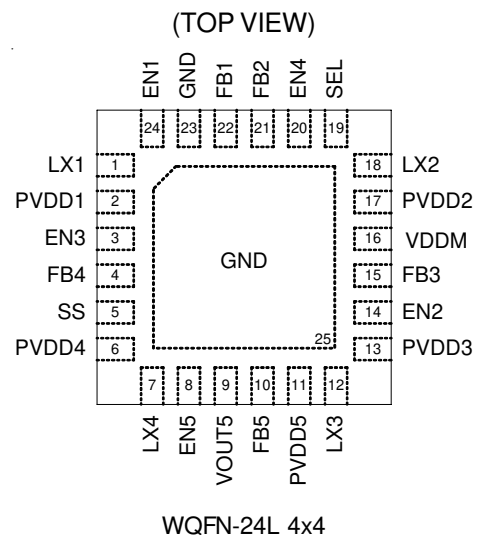 (TOP VIEW)
EN1 GND FB1 FB2 EN4 SEL
24 23 22 21 20 19
LX1 1 18 LX2
PVDD1 2 17 PVDD2
EN3 3 16 VDDM
FB4 4 GND 15 FB3
SS 5 14 EN2
PVDD4 6 25 13 PVDD3
7 8 9 10 11 12
LX4 EN5 VOUT5 FB5 PVDD5 LX3
WQFN-24L 4x4